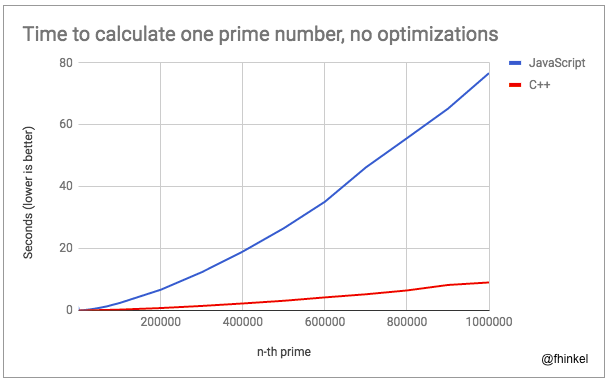 Time to calculate one prime number, no optimizations
JavaScript
C++
Seconds (lower is better)
80
60
40
20
0
200000 400000 600000 800000 1000000
n-th prime
@fhinkel